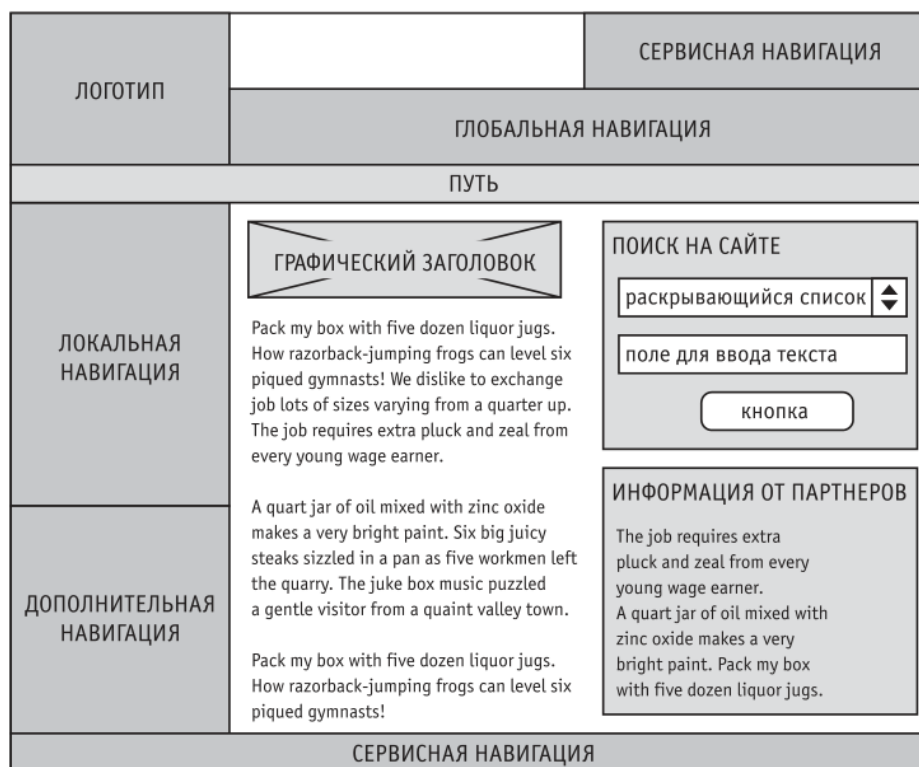 ЛОГОТИП
СЕРВИСНАЯ НАВИГАЦИЯ
ГЛОБАЛЬНАЯ НАВИГАЦИЯ
ПУТЬ
ЛОКАЛЬНАЯ
НАВИГАЦИЯ
ДОПОЛНИТЕЛЬНАЯ
НАВИГАЦИЯ
ГРАФИЧЕСКИЙ ЗАГОЛОВОК
Pack my box with five dozen liquor jugs.
How razorback-jumping frogs can level six
piqued gymnasts! We dislike to exchange
job lots of sizes varying from a quarter up.
The job requires extra pluck and zeal from
every young wage earner.
A quart jar of oil mixed with zinc oxide
makes a very bright paint. Six big juicy
steaks sizzled in a pan as five workmen left
the quarry. The juke box music puzzled
a gentle visitor from a quaint valley town.
Pack my box with five dozen liquor jugs.
How razorback-jumping frogs can level six
piqued gymnasts!
ПОИСК НА САЙТЕ
раскрывающийся список
поле для ввода текста
кнопка
ИНФОРМАЦИЯ ОТ ПАРТНЕРОВ
The job requires extra
pluck and zeal from every
young wage earner.
A quart jar of oil mixed with
zinc oxide makes a very
bright paint. Pack my box
with five dozen liquor jugs.
СЕРВИСНАЯ НАВИГАЦИЯ